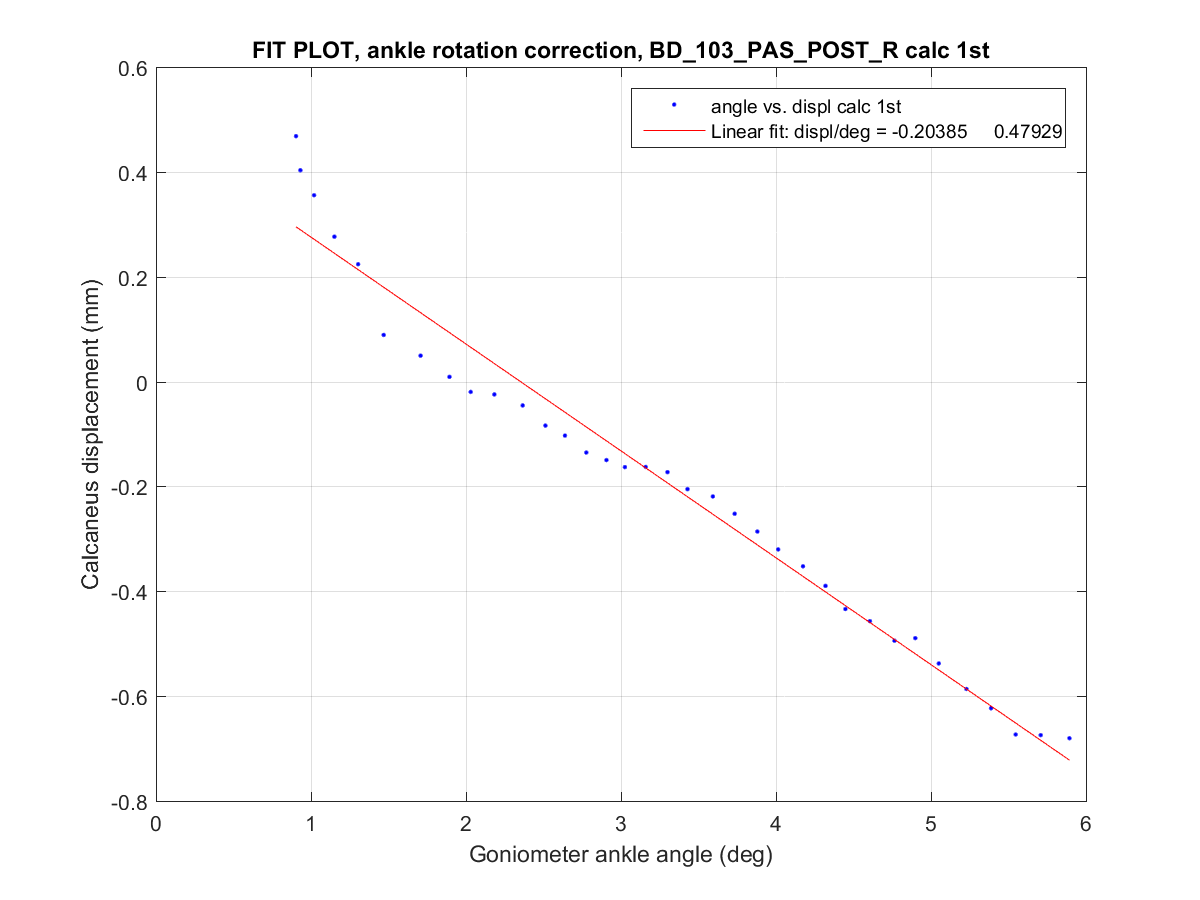 FIT PLOT, ankle rotation correction, BD_103_PAS_POST_R calc 1st
angle vs. displ calc 1st
Linear fit: displ/deg = -0.20385 0.47929
0.6
0.4
0.2
0
-0.2
-0.4
-0.6
-0.8
Calcaneus displacement (mm)
0 1 2 3 4 5 6
Goniometer ankle angle (deg)